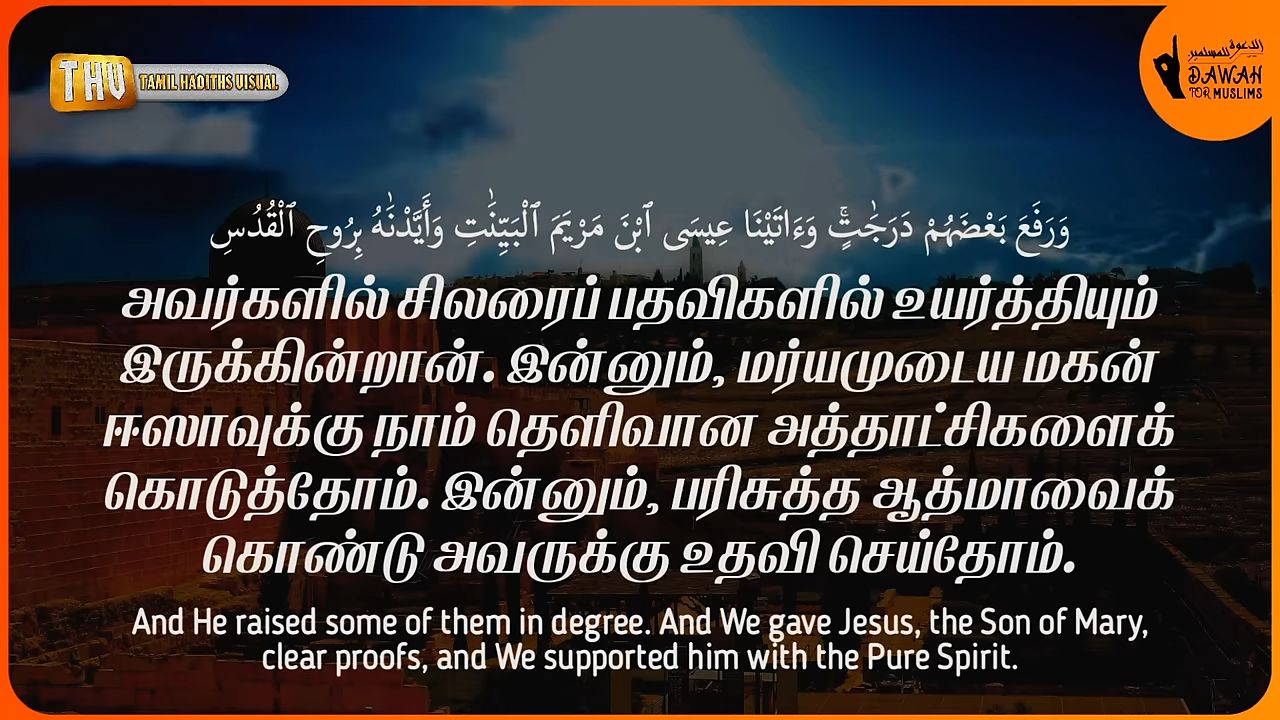 THV TAMIL HADITHS VISUAL
الدعوة للمسلمين
DAWAH
FOR MUSLIMS
وَرَفَعَ بَعْضَهُمْ دَرَجَٰتٍۢ وَءَاتَيْنَا عِيسَى ٱبْنَ مَرْيَمَ ٱلْبَيِّنَٰتِ وَأَيَّدْنَٰهُ بِرُوحِ ٱلْقُدُسِ
அவர்களில் சிலரைப் பதவிகளில் உயர்த்தியும்
இருக்கின்றான். இன்னும், மர்யமுடைய மகன்
ஈஸாவுக்கு நாம் தெளிவான அத்தாட்சிகளைக்
கொடுத்தோம். இன்னும், பரிசுத்த ஆத்மாவைக்
கொண்டு அவருக்கு உதவி செய்தோம்.
And He raised some of them in degree. And We gave Jesus, the Son of Mary,
clear proofs, and We supported him with the Pure Spirit.